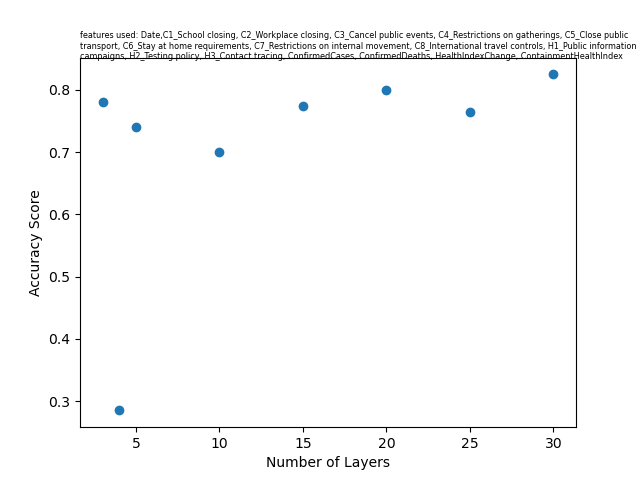 features used: Date,C1_School closing, C2_Workplace closing, C3_Cancel public events, C4_Restrictions on gatherings, C5_Close public
transport, C6_Stay at home requirements, C7_Restrictions on internal movement, C8_International travel controls, H1_Public information
campaigns, H2_Testing policy, H3_Contact tracing, ConfirmedCases, ConfirmedDeaths, HealthIndexChange, ContainmentHealthIndex
0.8
0.7
0.6
0.5
0.4
0.3
Accuracy Score
5 10 15 20 25 30
Number of Layers